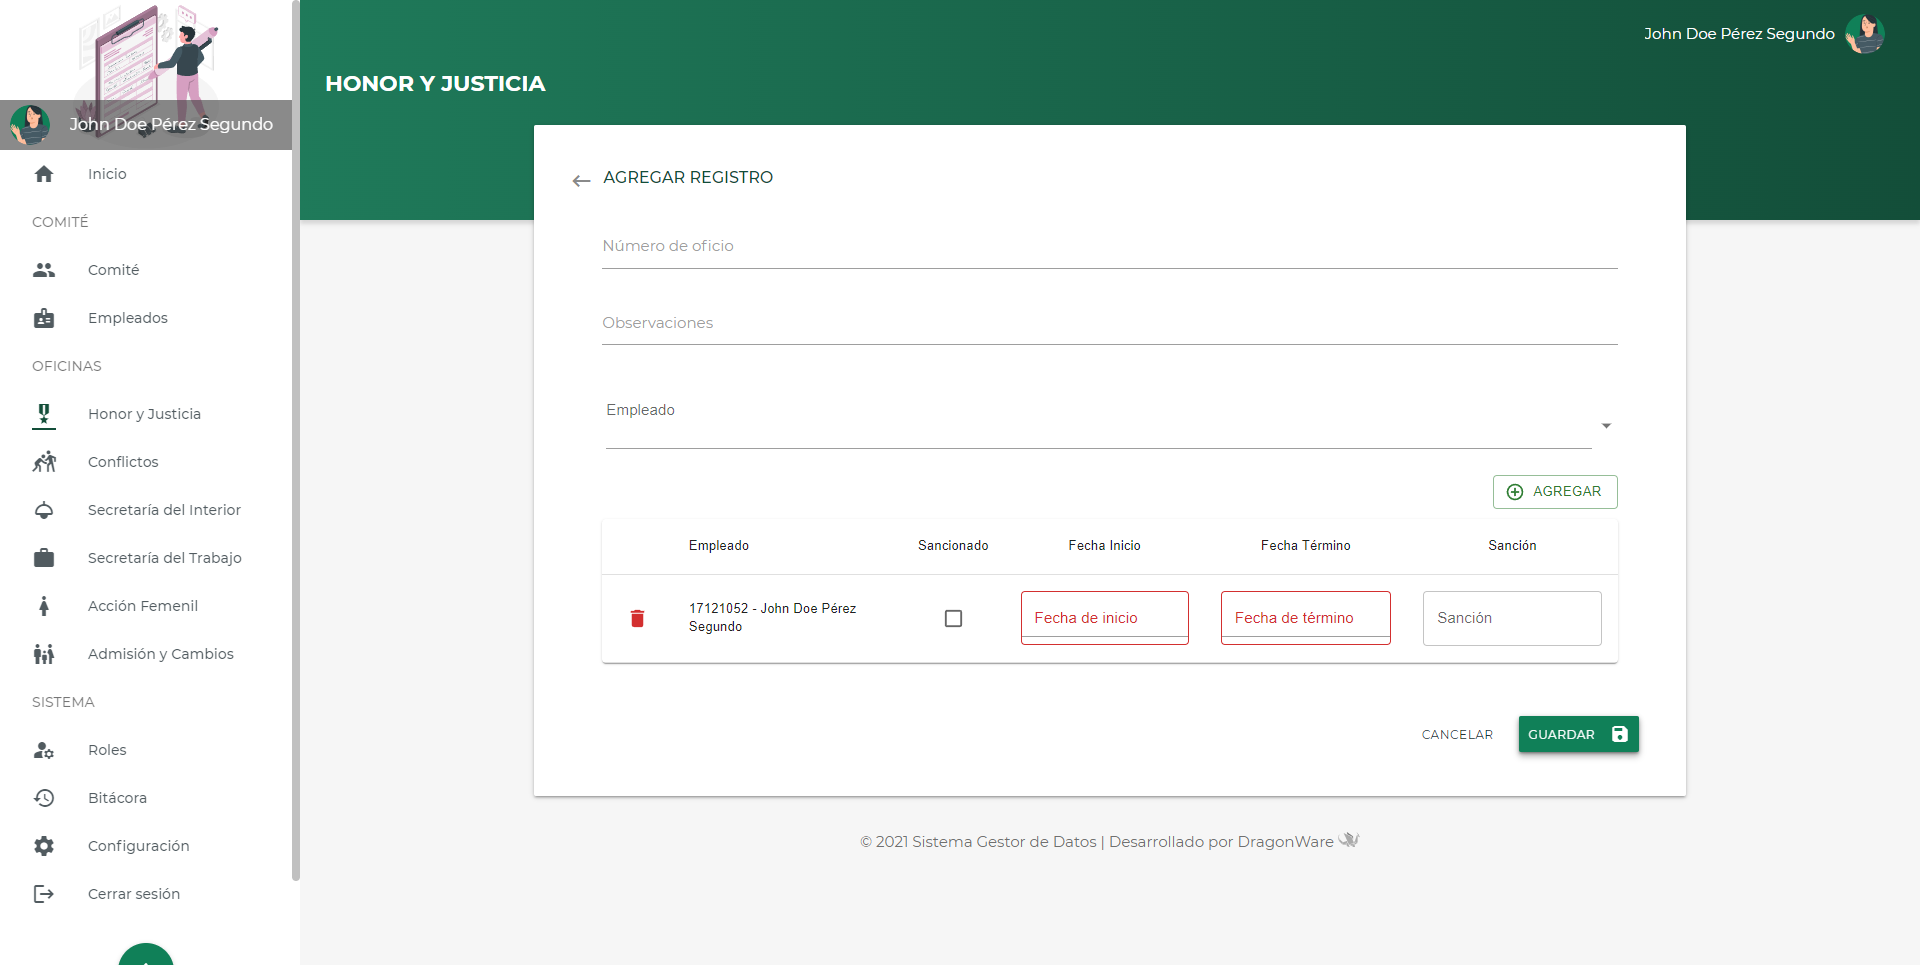 John Doe Pérez Segundo
HONOR Y JUSTICIA
John Doe Pérez Segundo
Inicio
COMITÉ
Comité
Empleados
OFICINAS
Honor y Justicia
Conflictos
Secretaría del Interior
Secretaría del Trabajo
Acción Femenil
Admisión y Cambios
SISTEMA
Roles
Bitácora
Configuración
Cerrar sesión
AGREGAR REGISTRO
Número de oficio
Observaciones
Empleado
AGREGAR
Empleado Sancionado Fecha Inicio Fecha Término Sanción
17121052 - John Doe Pérez
Segundo
Fecha de inicio Fecha de término Sanción
CANCELAR GUARDAR
© 2021 Sistema Gestor de Datos | Desarrollado por DragonWare